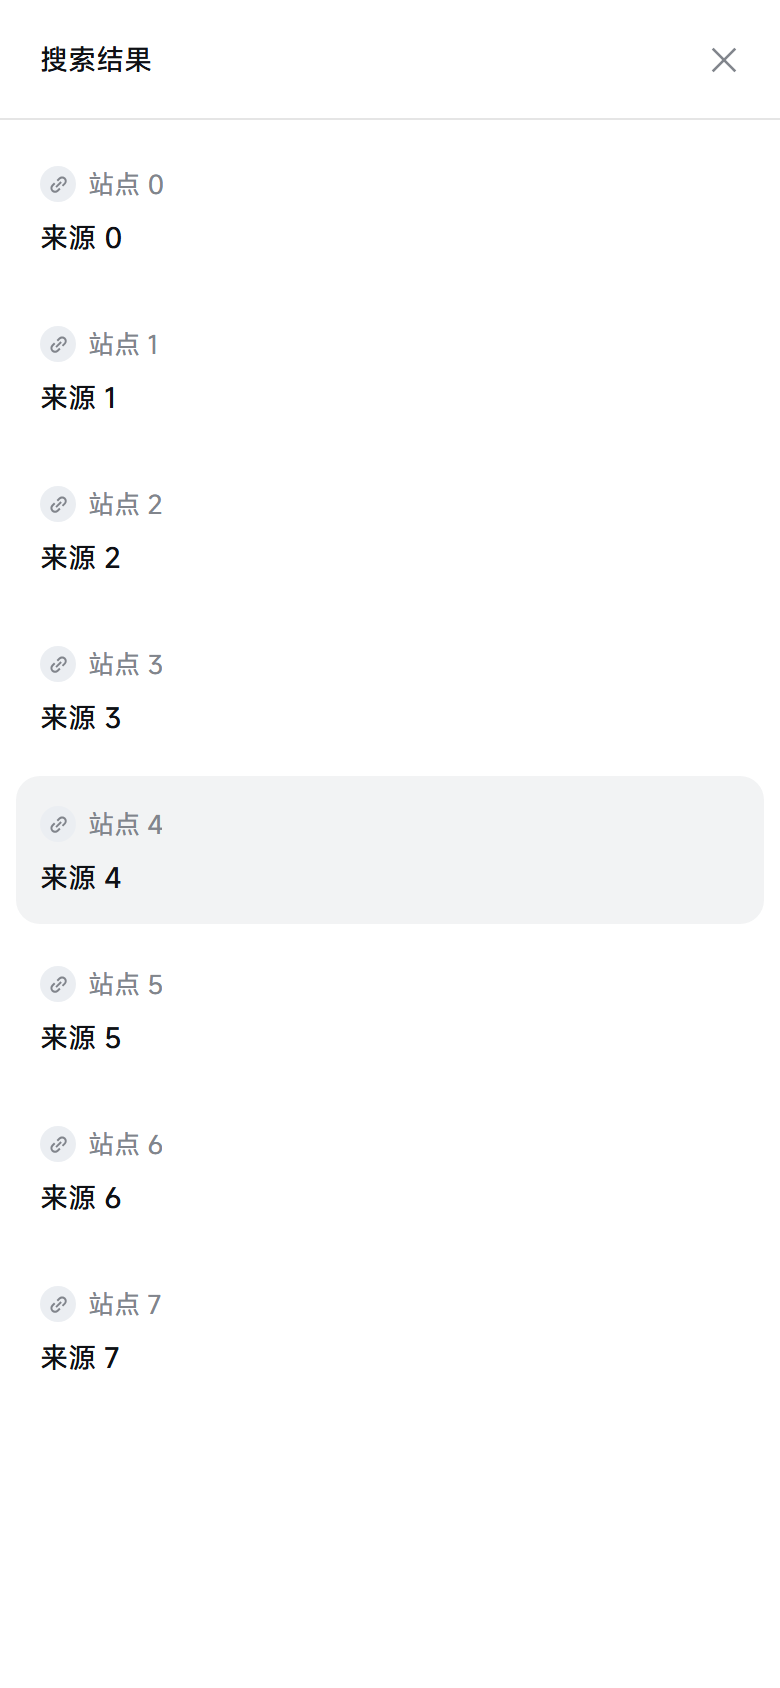 搜索结果
站点 0
来源 0
站点 1
来源 1
站点 2
来源 2
站点 3
来源 3
站点 4
来源 4
站点 5
来源 5
站点 6
来源 6
站点 7
来源 7